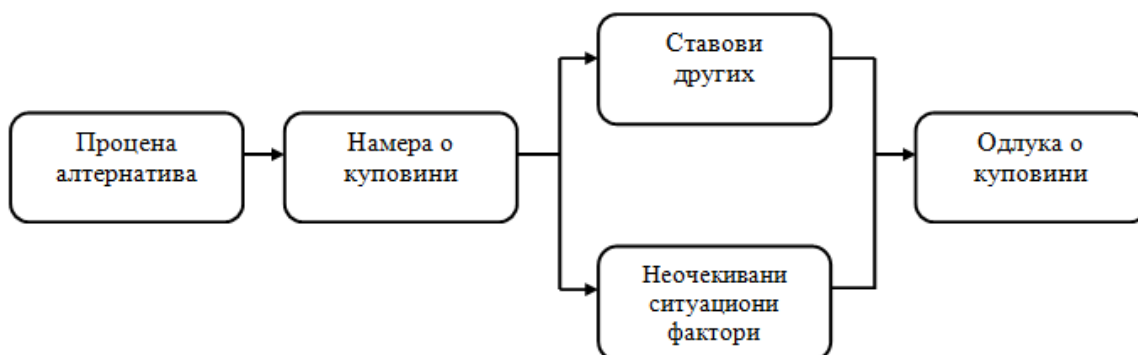 Процена
алтернатива
Намера о
куповини
Ставови
других
Неочекивани
ситуациони
фактори
Одлука о
куповини